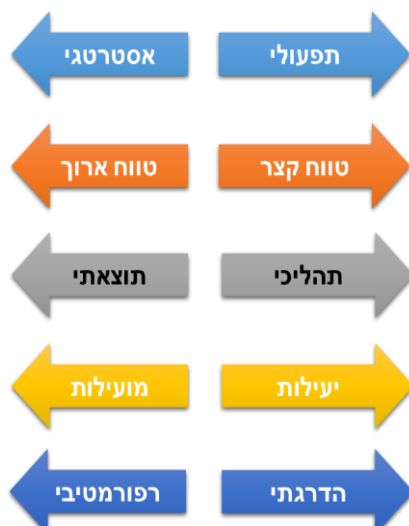 תפעולי
אסטרטגי
טווח קצר
טווח ארוך
תהליכי
תוצאתי
יעילות
מועילות
הדרגתי
רפורמטיבי